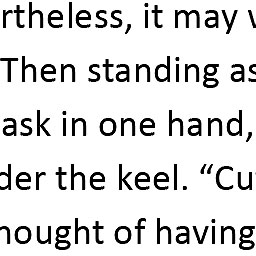 rtheless, it may
Then standing as
ask in one hand,
der the keel. “Cu
hought of having